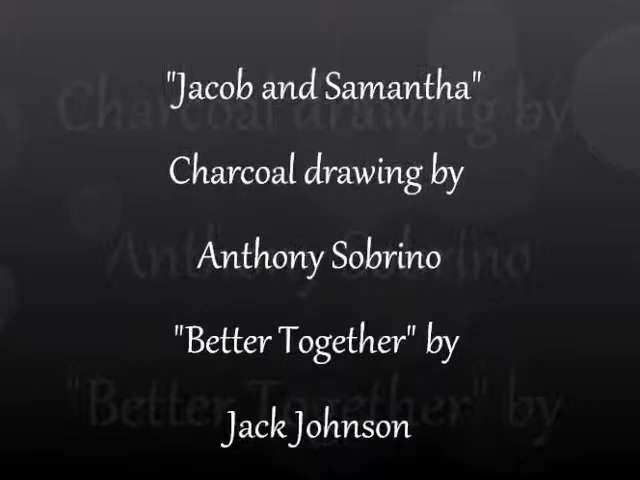 "Jacob and Samantha"
Charcoal drawing by
Anthony Sobrino
"Better Together" by
Jack Johnson